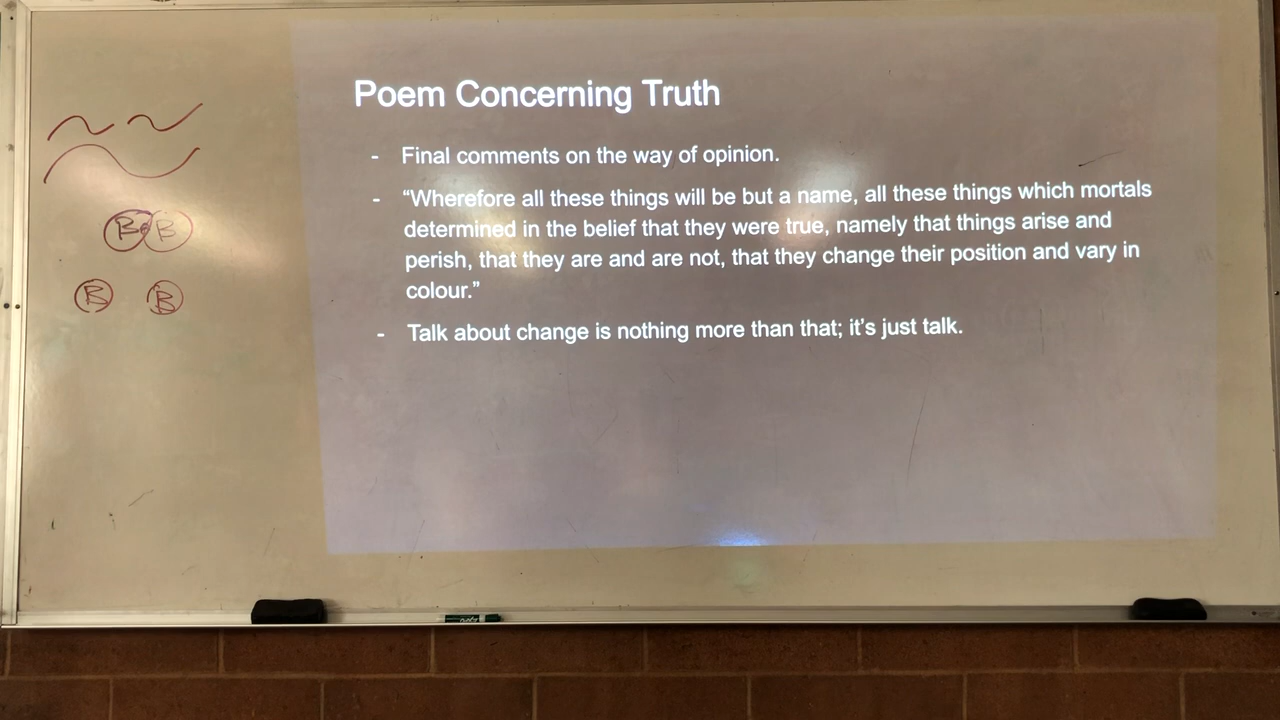 Poem Concerning Truth
- Final comments on the way of opinion.
- “Wherefore all these things will be but a name, all these things which mortals
determined in the belief that they were true, namely that things arise and
perish, that they are and are not, that they change their position and vary in
colour.”
- Talk about change is nothing more than that; it’s just talk.
B B
B B